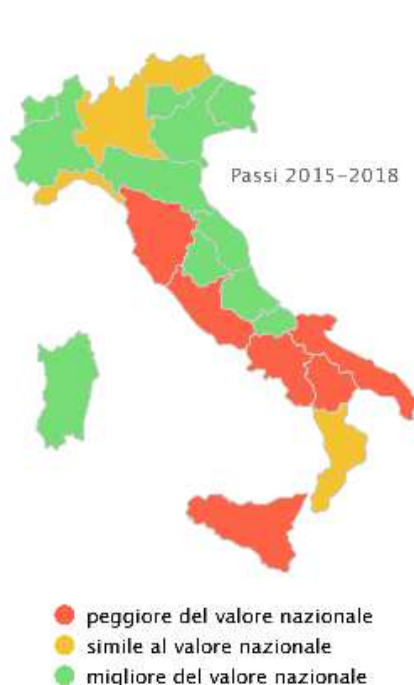 Passi 2015-2018
peggiore del valore nazionale
simile al valore nazionale
migliore del valore nazionale